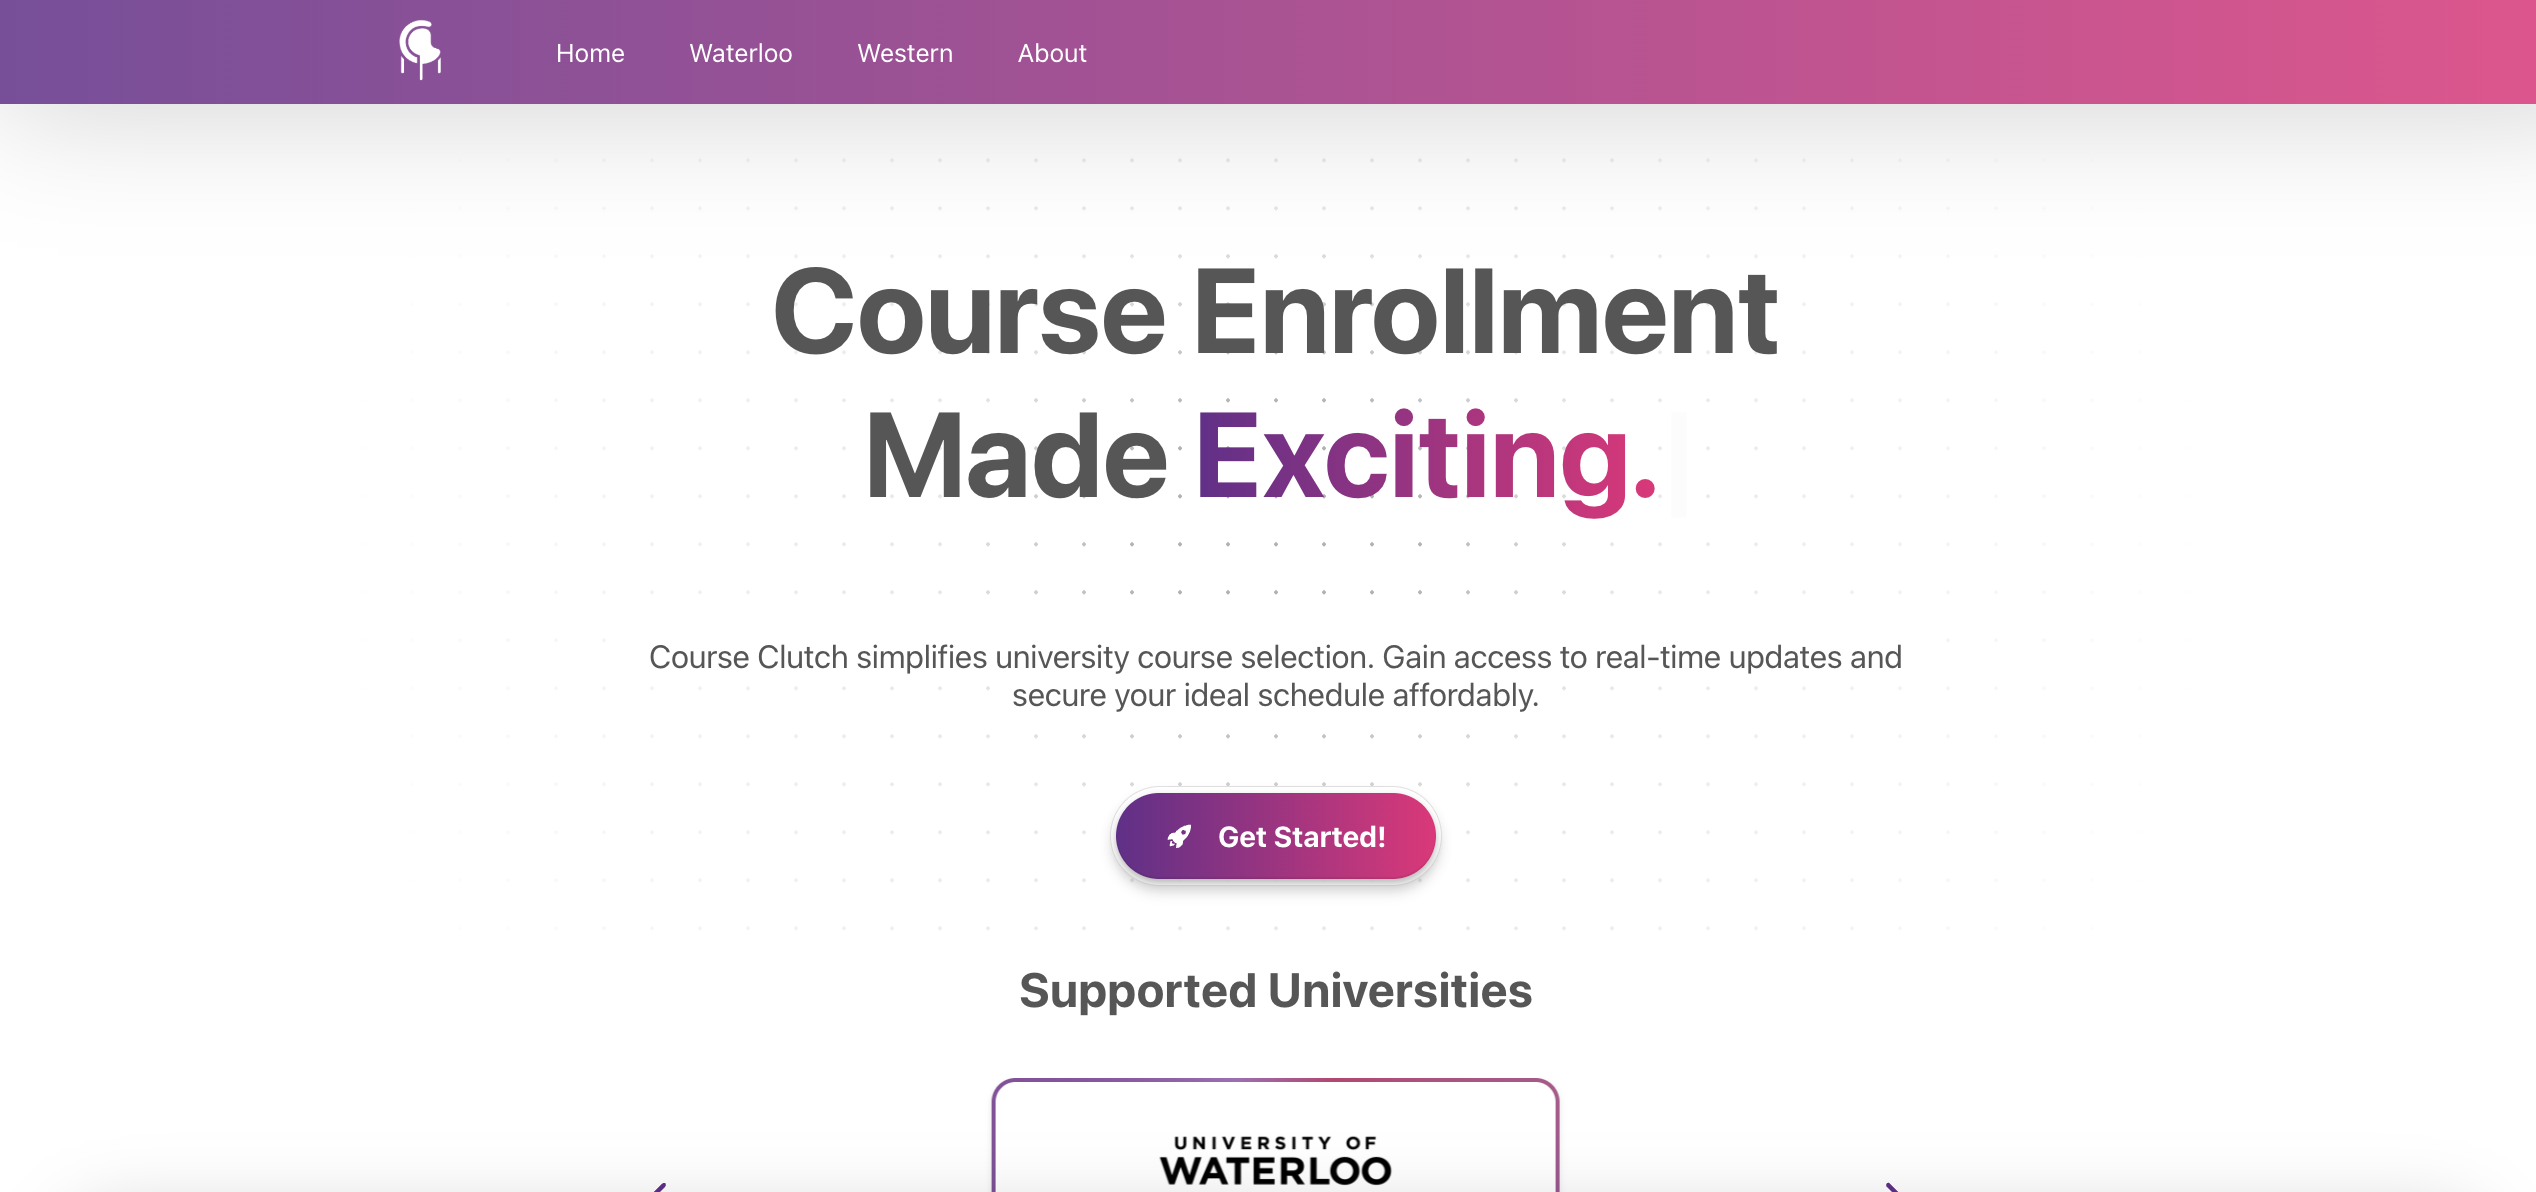 Home Waterloo Western About
Course Enrollment
Made Exciting.
Course Clutch simplifies university course selection. Gain access to real-time updates and
secure your ideal schedule affordably.
Get Started!
Supported Universities
UNIVERSITY OF
WATERLOO